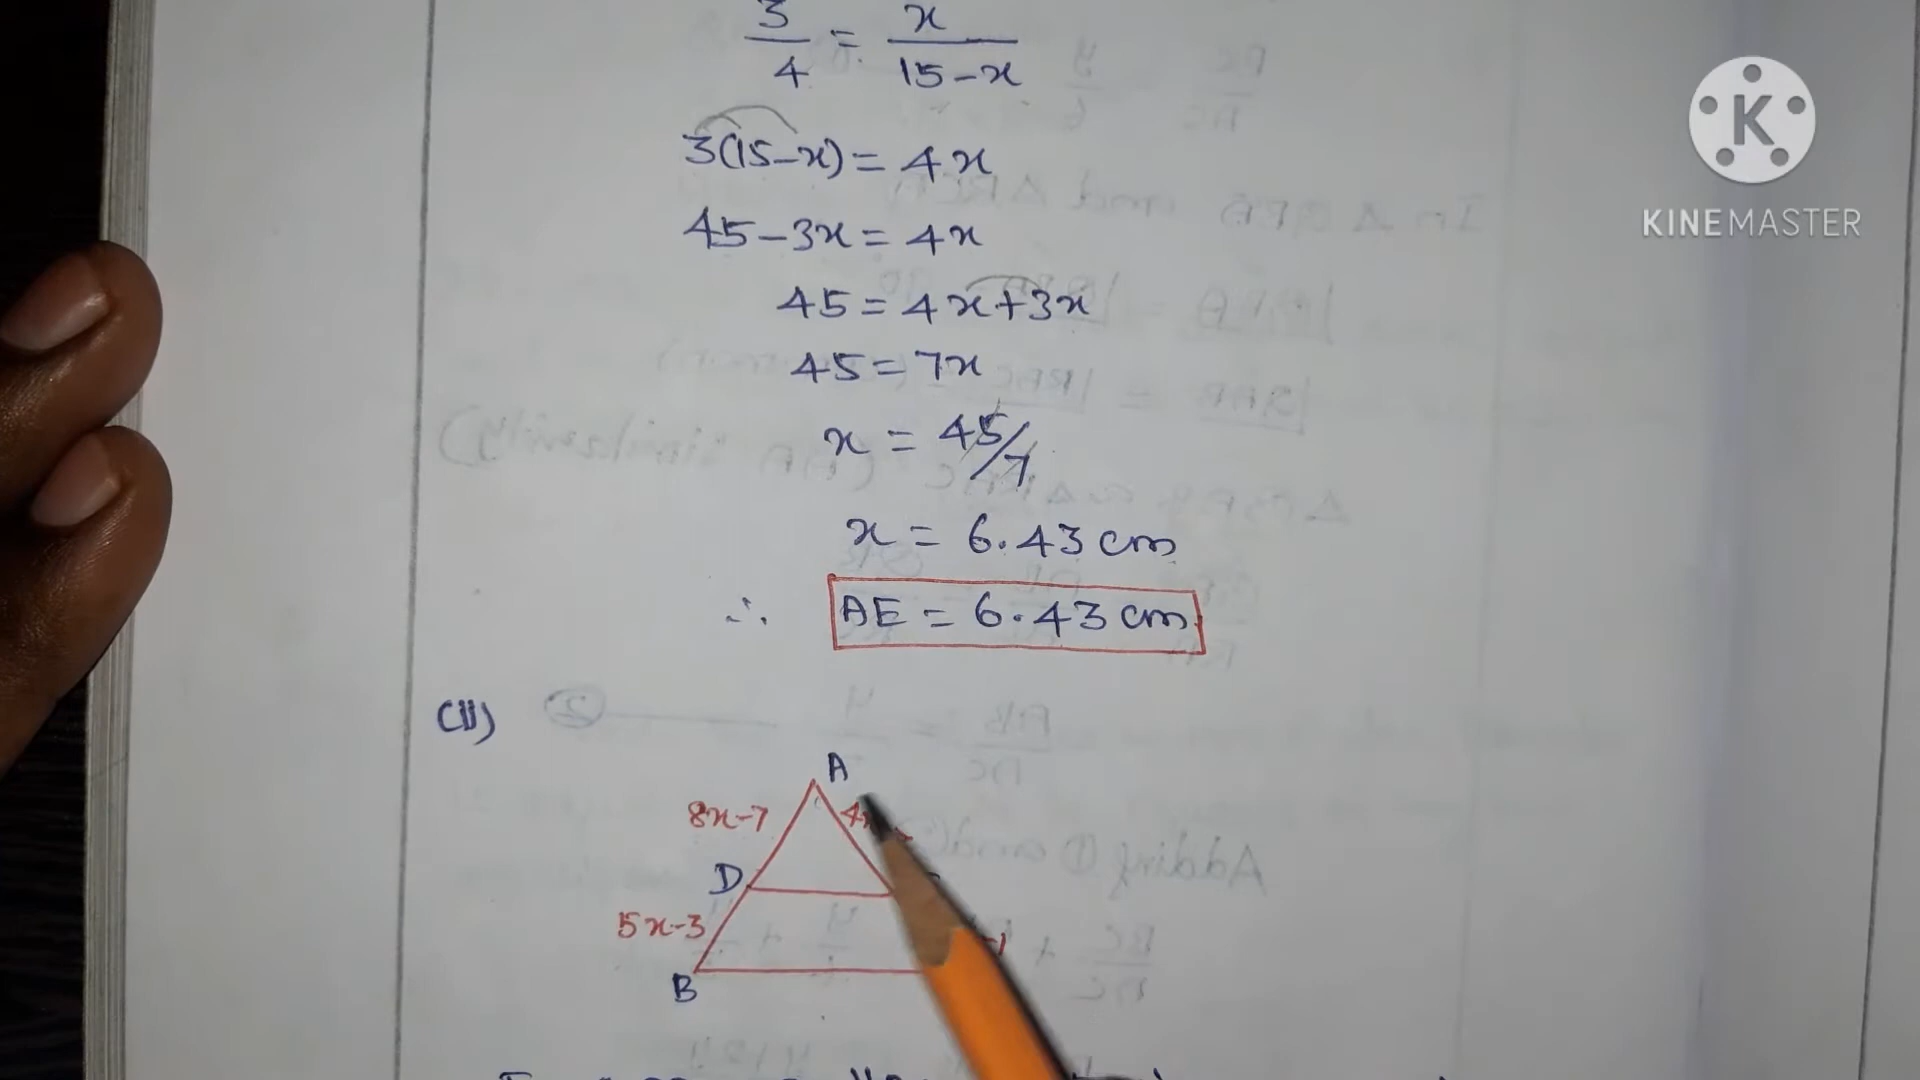 3/4 = x/15-x
3(15-x) = 4x
45-3x = 4x
45 = 4x+3x
45 = 7x
x = 45/7
x = 6.43 cm
∴ AE = 6.43 cm
(ii)
A
8x-7
D
5x-3
B
K
KINEMASTER